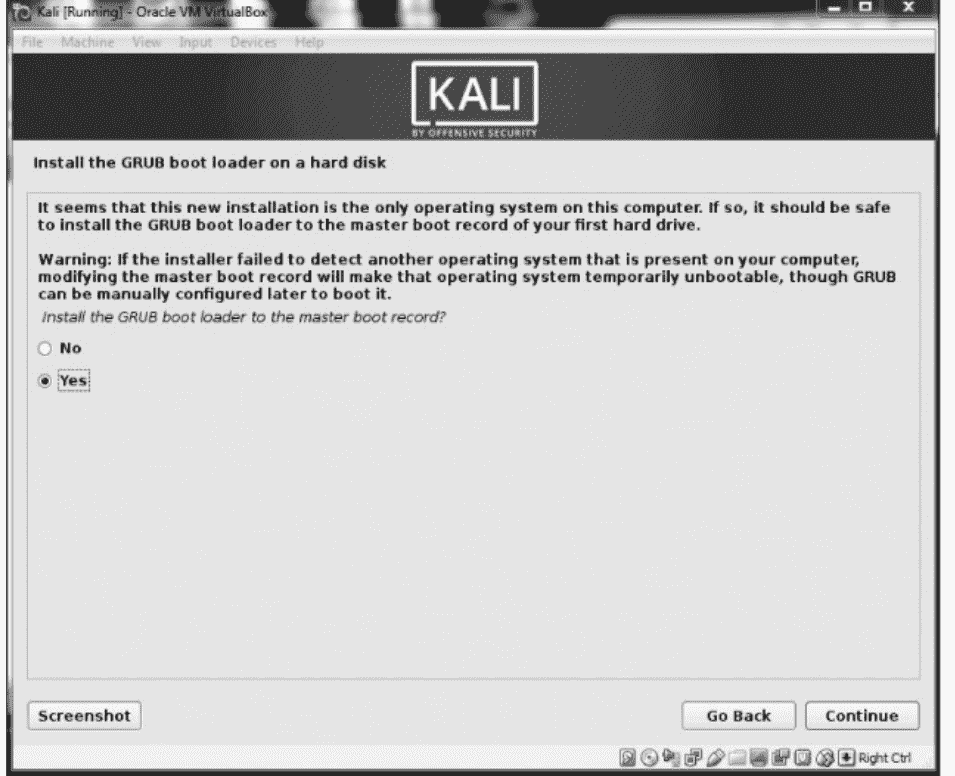 Kali [Running] - Oracle VM VirtualBox
File Machine View Input Devices Help
KALI
BY OFFENSIVE SECURITY
Install the GRUB boot loader on a hard disk
It seems that this new installation is the only operating system on this computer. If so, it should be safe
to install the GRUB boot loader to the master boot record of your first hard drive.
Warning: If the installer failed to detect another operating system that is present on your computer,
modifying the master boot record will make that operating system temporarily unbootable, though GRUB
can be manually configured later to boot it.
Install the GRUB boot loader to the master boot record?
No
Yes
Screenshot
Go Back
Continue
Right Ctrl